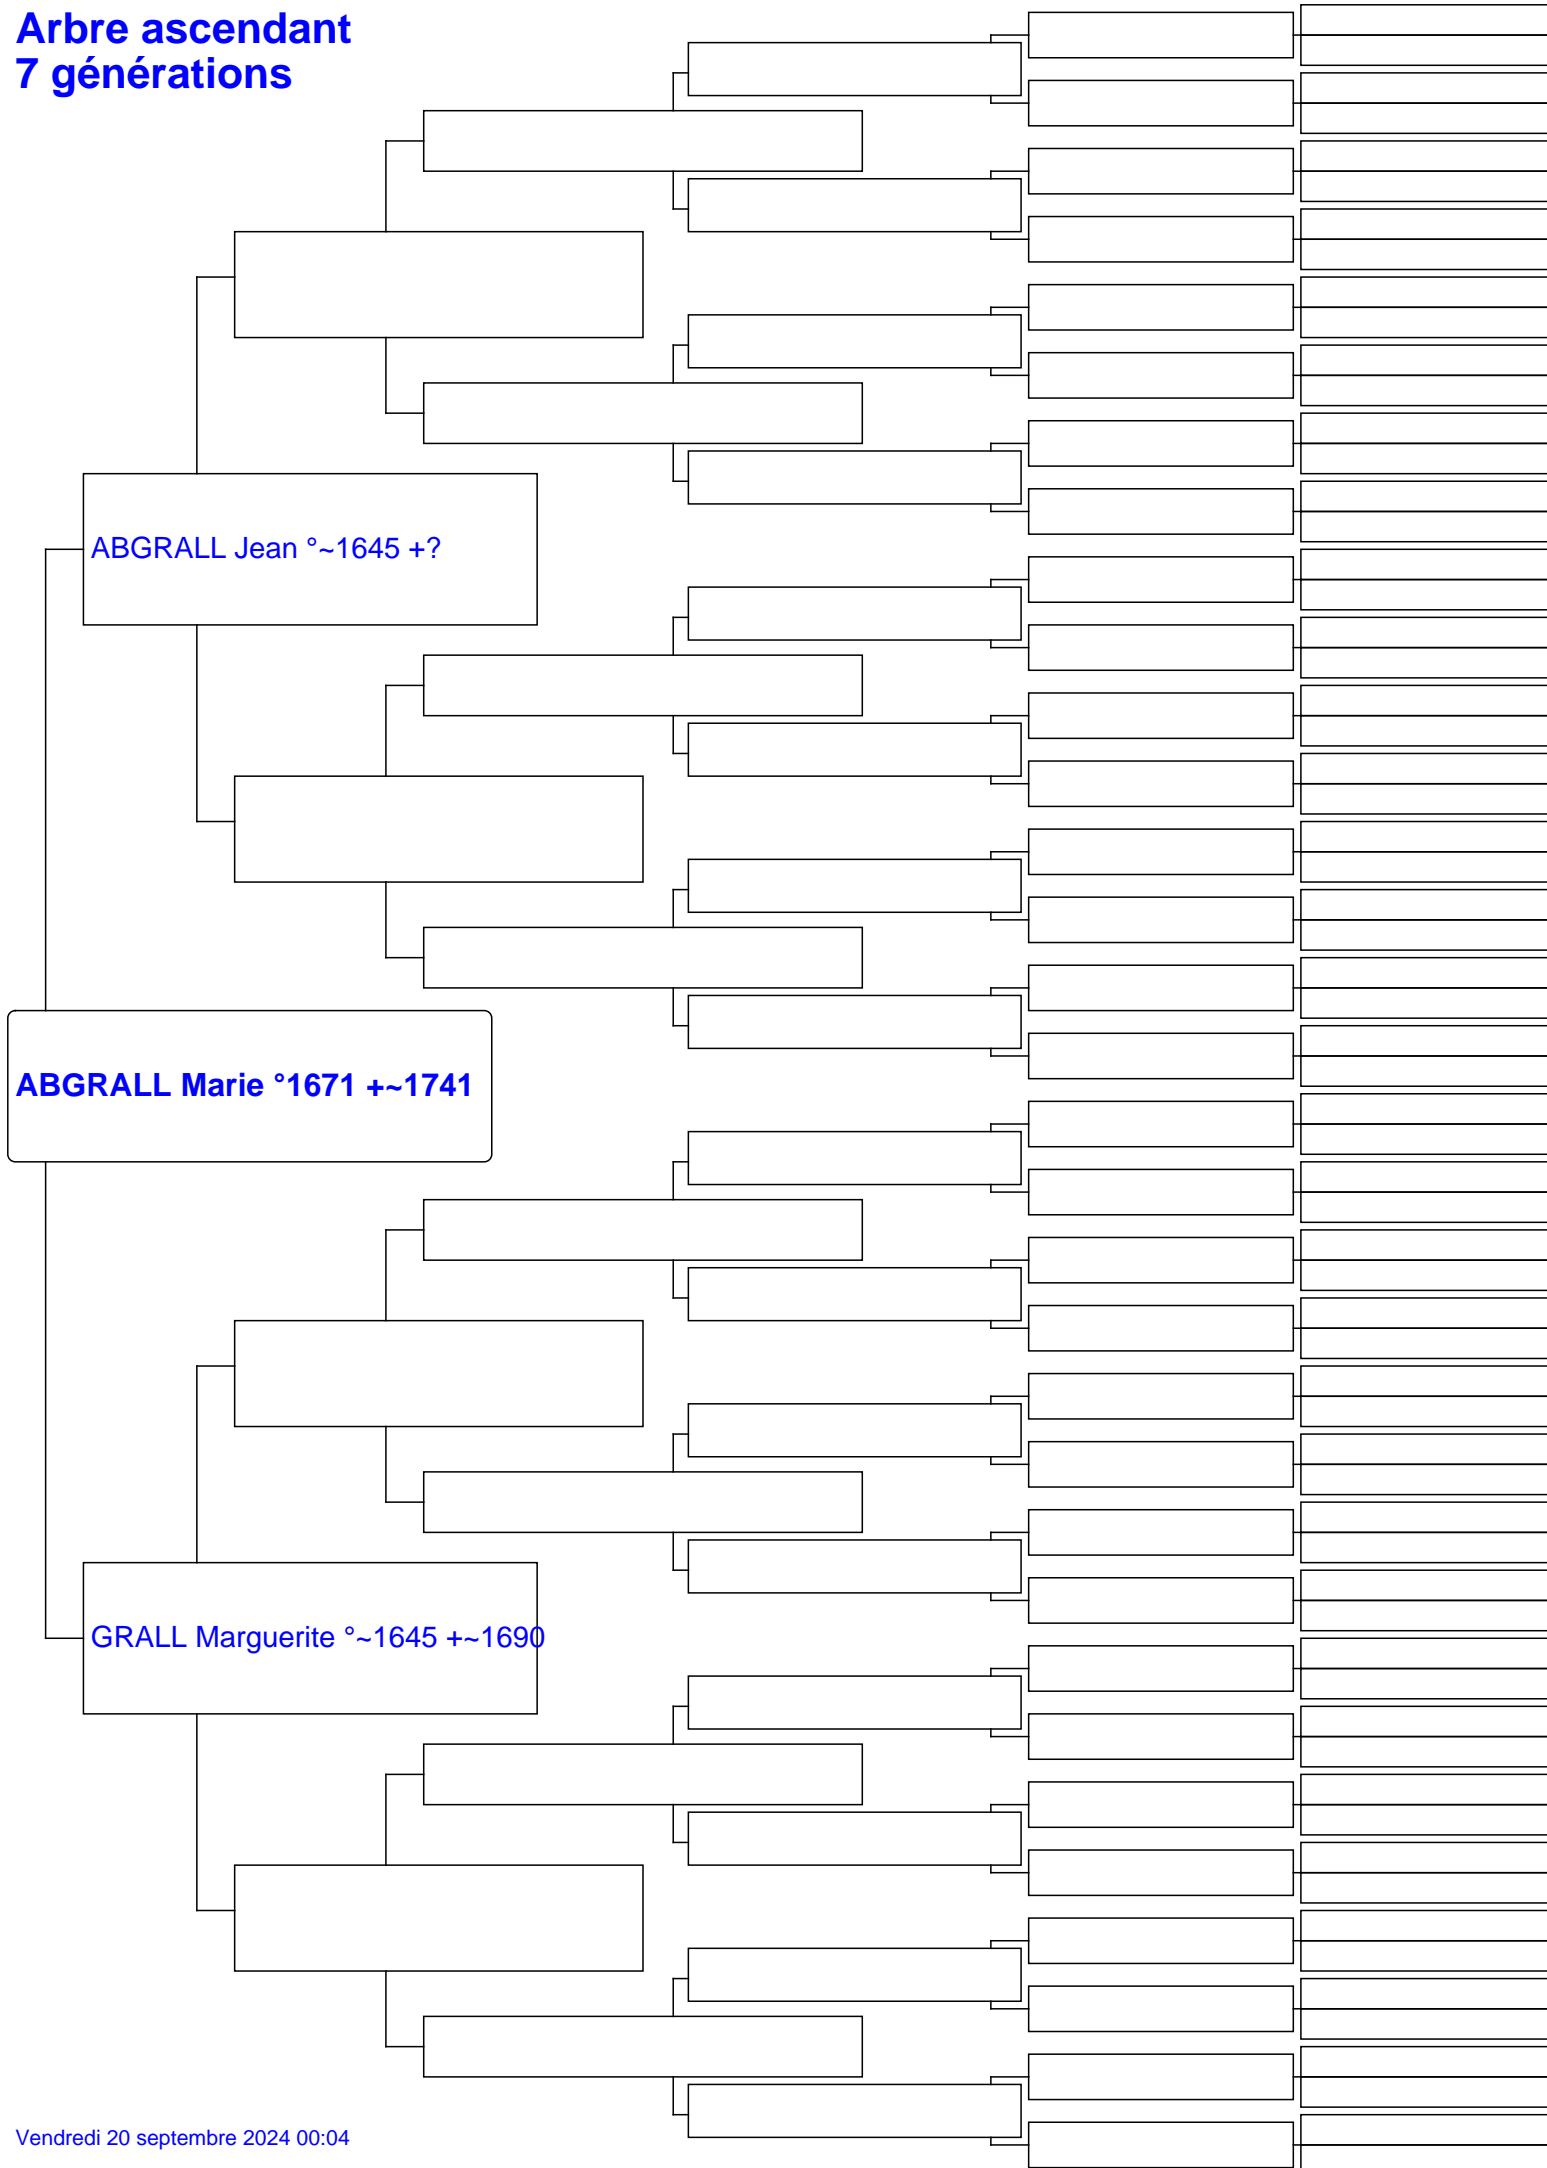 Arbre ascendant
7 générations
ABGRALL Jean °~1645 +?
ABGRALL Marie °1671 +~1741
GRALL Marguerite °~1645 +~1690
Vendredi 20 septembre 2024 00:04